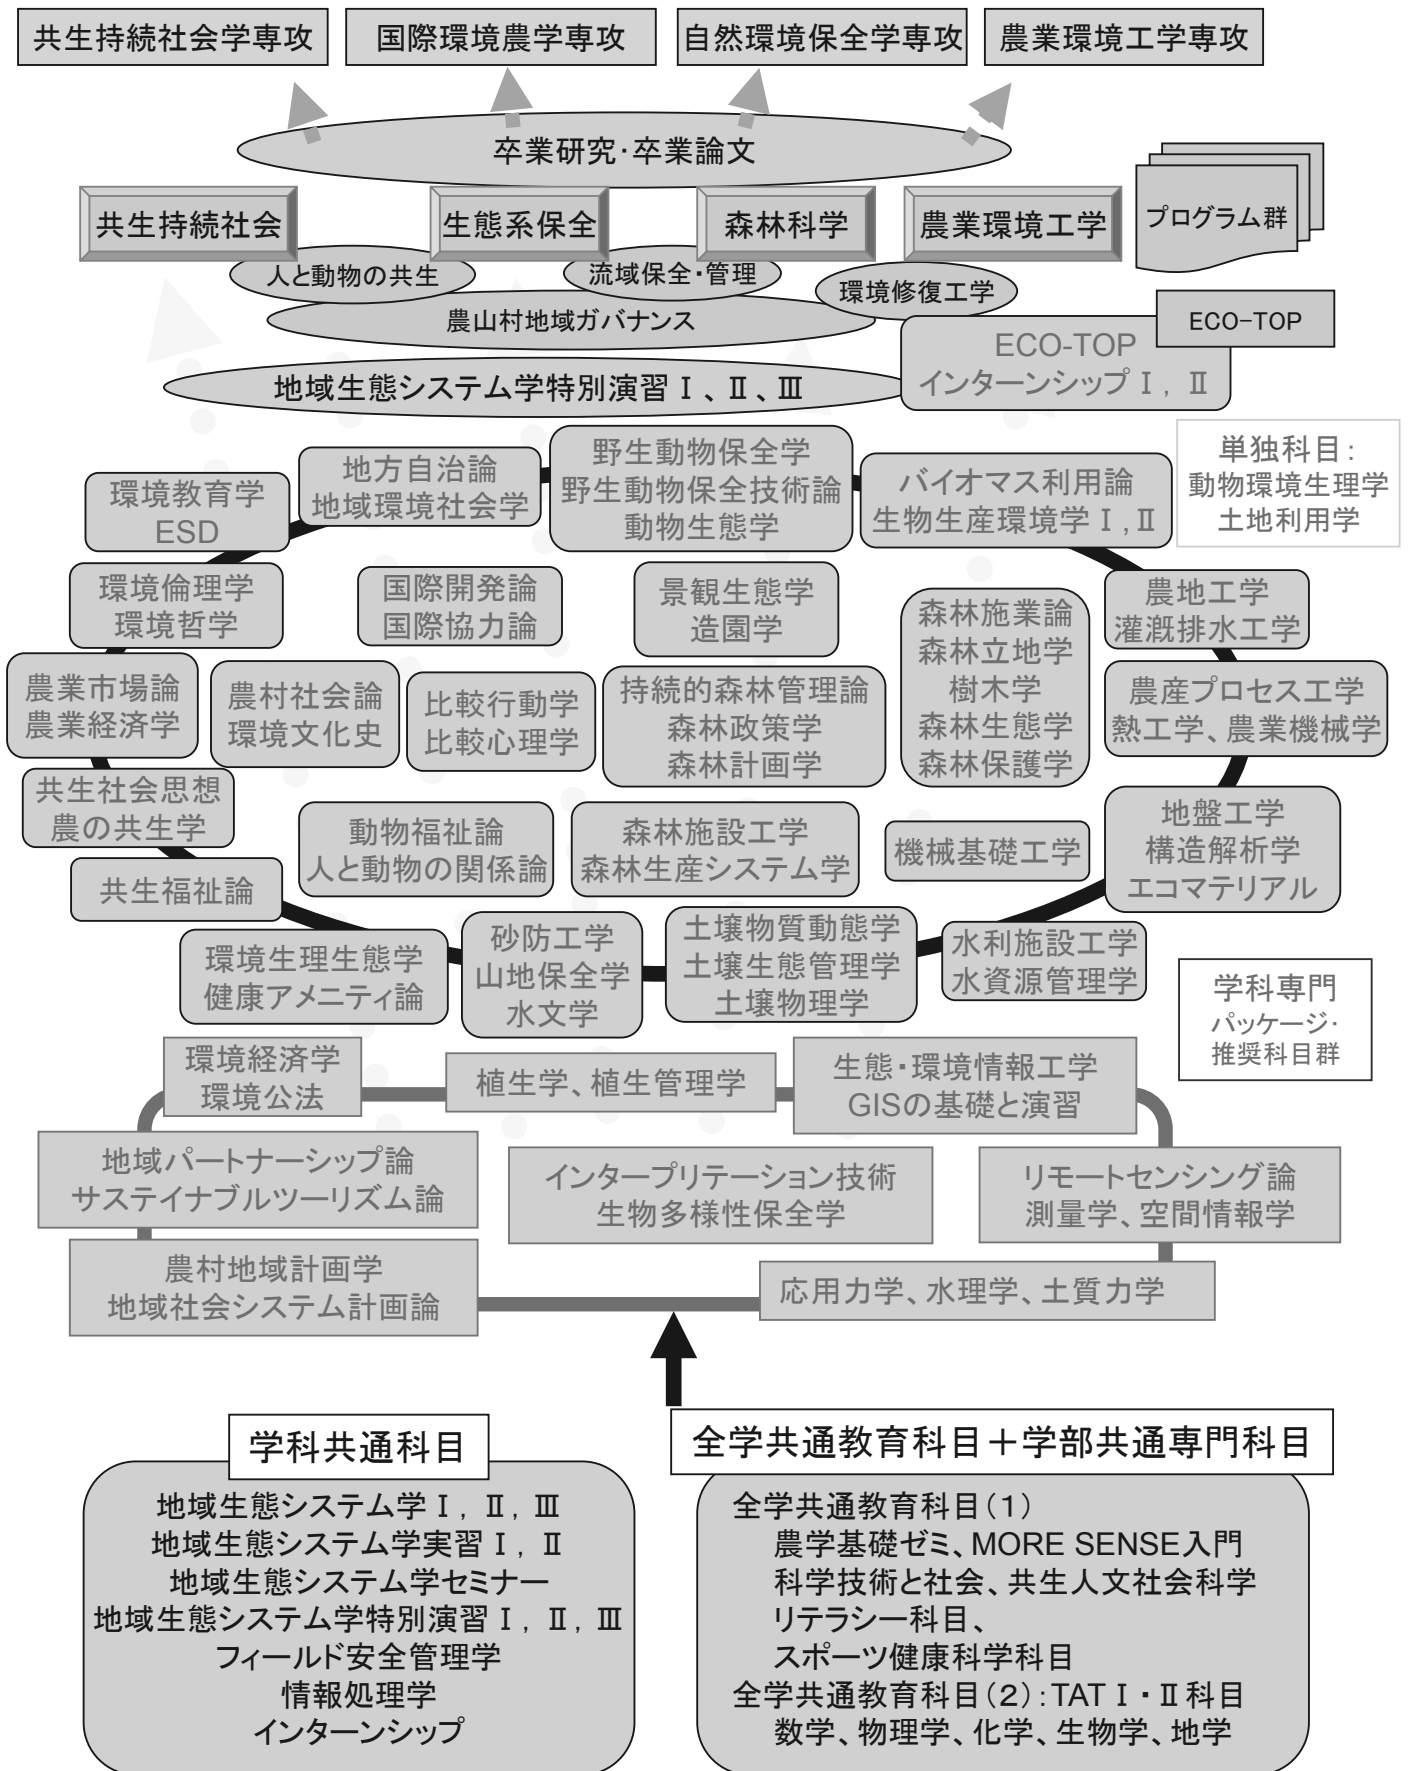 共生持続社会学専攻
国際環境農学専攻
自然環境保全学専攻
農業環境工学専攻
卒業研究・卒業論文
共生持続社会
生態系保全
森林科学
農業環境工学
プログラム群
人と動物の共生
流域保全・管理
環境修復工学
農山村地域ガバナンス
ECO-TOP
ECO-TOP
インターンシップⅠ，Ⅱ
地域生態システム学特別演習Ⅰ、Ⅱ、Ⅲ
単独科目：
動物環境生理学
土地利用学
環境教育学
ESD
地方自治論
地域環境社会学
野生動物保全学
野生動物保全技術論
動物生態学
バイオマス利用論
生物生産環境学Ⅰ,Ⅱ
環境倫理学
環境哲学
国際開発論
国際協力論
景観生態学
造園学
森林施業論
森林立地学
樹木学
森林生態学
森林保護学
農地工学
灌漑排水工学
農業市場論
農業経済学
農村社会論
環境文化史
比較行動学
比較心理学
持続的森林管理論
森林政策学
森林計画学
農産プロセス工学
熱工学、農業機械学
共生社会思想
農の共生学
動物福祉論
人と動物の関係論
森林施設工学
森林生産システム学
機械基礎工学
地盤工学
構造解析学
エコマテリアル
共生福祉論
環境生理生態学
健康アメニティ論
砂防工学
山地保全学
水文学
土壌物質動態学
土壌生態管理学
土壌物理学
水利施設工学
水資源管理学
学科専門
パッケージ・
推奨科目群
環境経済学
環境公法
植生学、植生管理学
生態・環境情報工学
GISの基礎と演習
地域パートナーシップ論
サステイナブルツーリズム論
インタープリテーション技術
生物多様性保全学
リモートセンシング論
測量学、空間情報学
農村地域計画学
地域社会システム計画論
応用力学、水理学、土質力学
学科共通科目
地域生態システム学Ⅰ，Ⅱ，Ⅲ
地域生態システム学実習Ⅰ，Ⅱ
地域生態システム学セミナー
地域生態システム学特別演習Ⅰ，Ⅱ，Ⅲ
フィールド安全管理学
情報処理学
インターンシップ
全学共通教育科目＋学部共通専門科目
全学共通教育科目（１）
農学基礎ゼミ、MORE SENSE入門
科学技術と社会、共生人文社会科学
リテラシー科目、
スポーツ健康科学科目
全学共通教育科目（２）：TATⅠ・Ⅱ科目
数学、物理学、化学、生物学、地学